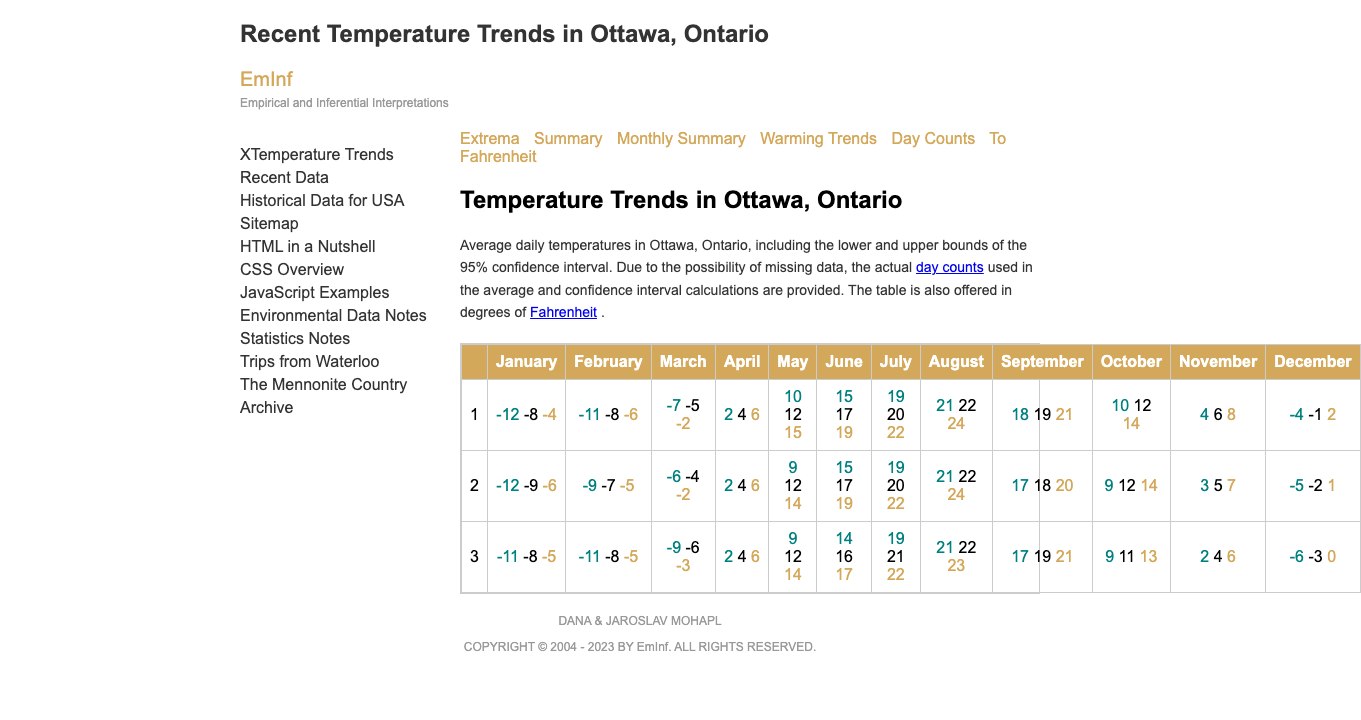 Recent Temperature Trends in Ottawa, Ontario
EmInf
Empirical and Inferential Interpretations
XTemperature Trends
Recent Data
Historical Data for USA
Sitemap
HTML in a Nutshell
CSS Overview
JavaScript Examples
Environmental Data Notes
Statistics Notes
Trips from Waterloo
The Mennonite Country
Archive
Extrema Summary Monthly Summary Warming Trends Day Counts To
Fahrenheit
Temperature Trends in Ottawa, Ontario
Average daily temperatures in Ottawa, Ontario, including the lower and upper bounds of the
95% confidence interval. Due to the possibility of missing data, the actual day counts used in
the average and confidence interval calculations are provided. The table is also offered in
degrees of Fahrenheit .
January February March April May June July August September October November December
1 -12 -8 -4 -11 -8 -6 -7 -5 -2 2 4 6 10 12 15 15 17 19 19 20 22 21 22 24 18 19 21 10 12 14 4 6 8 -4 -1 2
2 -12 -9 -6 -9 -7 -5 -6 -4 -2 2 4 6 9 12 14 15 17 19 19 20 22 21 22 24 17 18 20 9 12 14 3 5 7 -5 -2 1
3 -11 -8 -5 -11 -8 -5 -9 -6 -3 2 4 6 9 12 14 14 16 17 19 21 22 21 22 23 17 19 21 9 11 13 2 4 6 -6 -3 0
DANA & JAROSLAV MOHAPL
COPYRIGHT © 2004 - 2023 BY EmInf. ALL RIGHTS RESERVED.